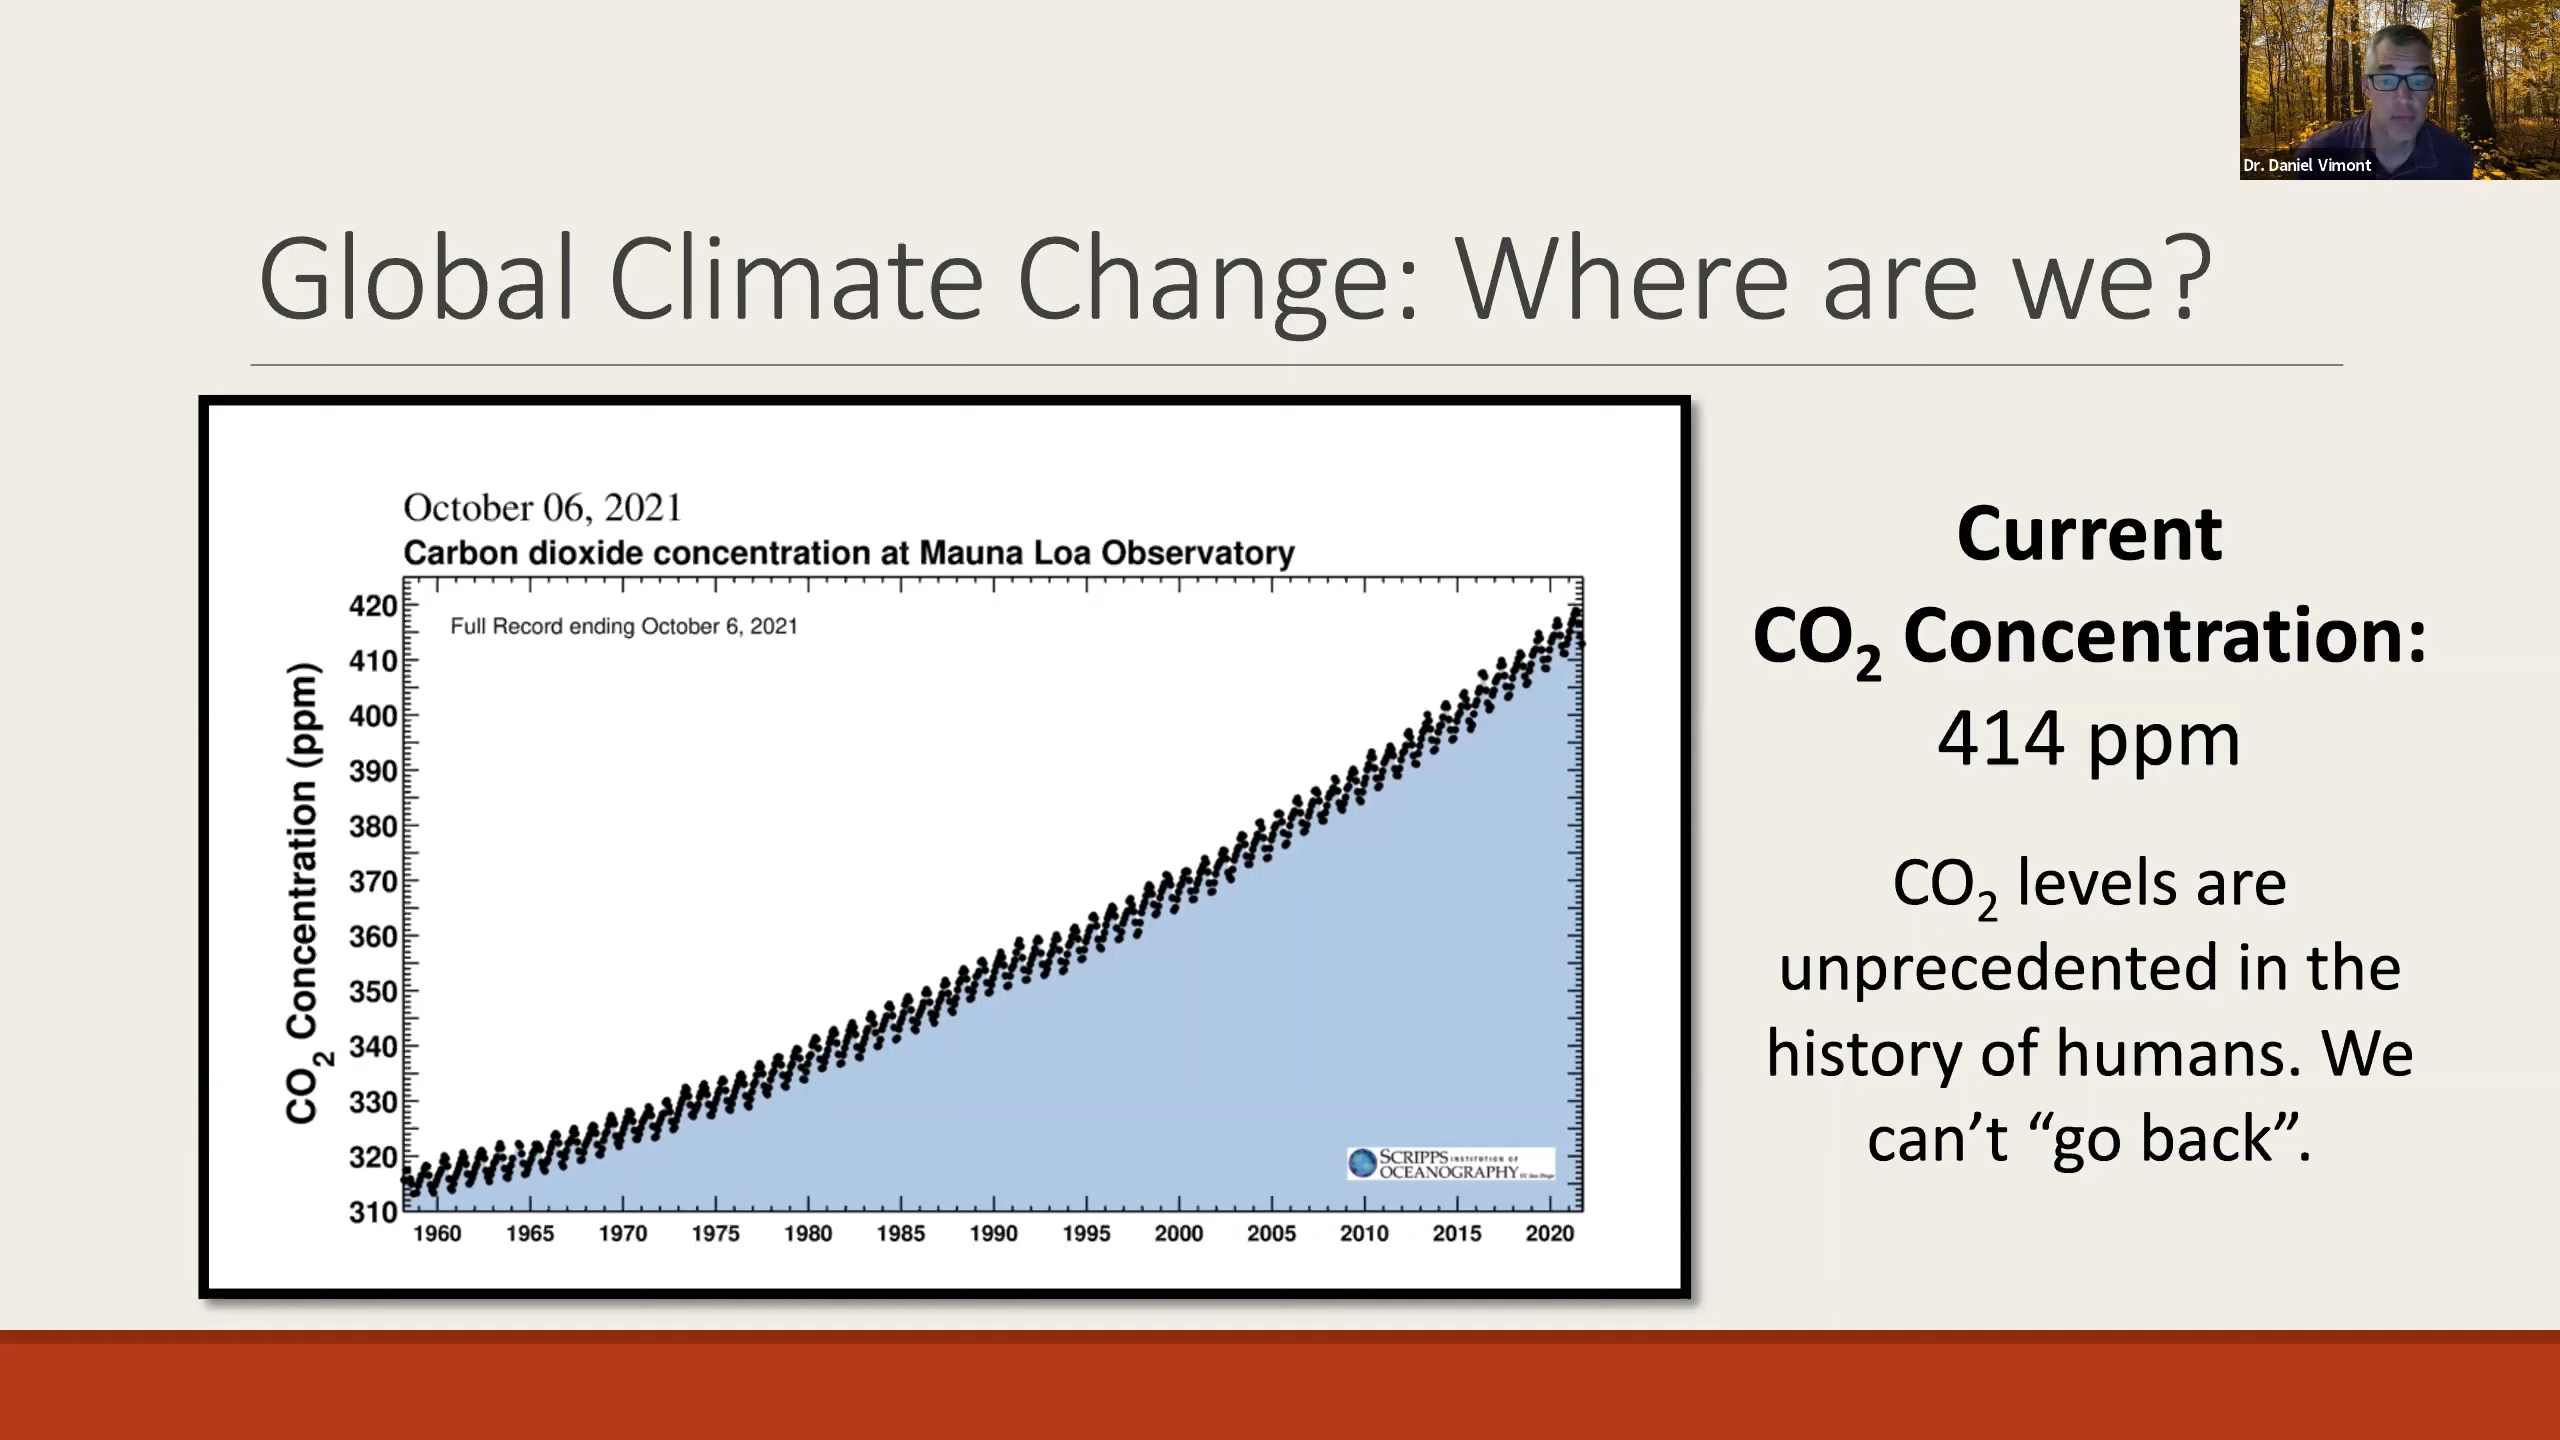 Dr. Daniel Vimont
Global Climate Change: Where are we?
October 06, 2021
Carbon dioxide concentration at Mauna Loa Observatory
Full Record ending October 6, 2021
CO2 Concentration (ppm)
420
410
400
390
380
370
360
350
340
330
320
310
1960 1965 1970 1975 1980 1985 1990 1995 2000 2005 2010 2015 2020
SCRIPPS INSTITUTION OF
OCEANOGRAPHY UC San Diego
Current
CO2 Concentration:
414 ppm
CO2 levels are
unprecedented in the
history of humans. We
can’t “go back”.